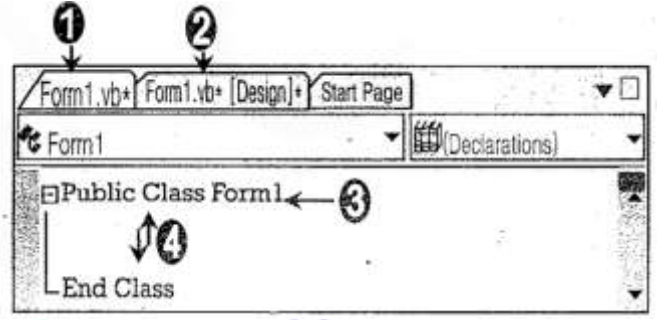 1 2
Form1.vb* Form1.vb* [Design]* Start Page
Form1 (Declarations)
Public Class Form1 3
4
End Class